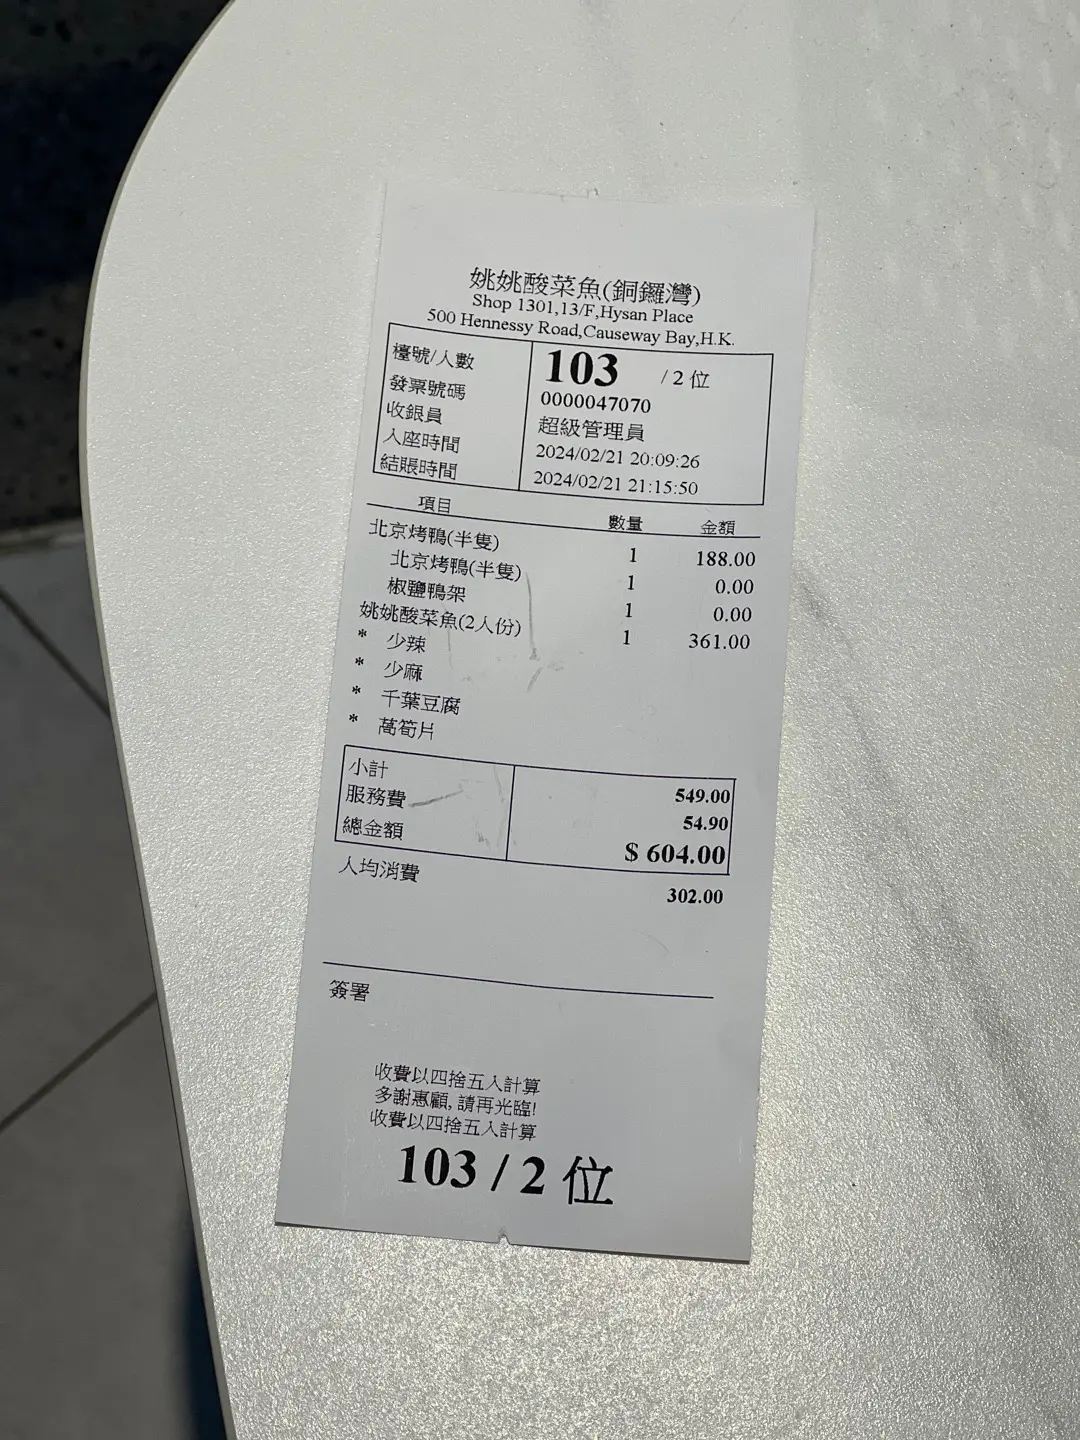 姚姚酸菜魚(銅鑼灣)
Shop 1301,13/F,Hysan Place
500 Hennessy Road,Causeway Bay,H.K.
檯號/人數 103 /2位
發票號碼 0000047070
收銀員 超級管理員
入座時間 2024/02/21 20:09:26
結賬時間 2024/02/21 21:15:50
項目 數量 金額
北京烤鴨(半隻) 1 188.00
北京烤鴨(半隻) 1 0.00
椒鹽鴨架 1 0.00
姚姚酸菜魚(2人份) 1 361.00
* 少辣
* 少麻
* 千葉豆腐
* 萵筍片
小計 549.00
服務費 54.90
總金額 $ 604.00
人均消費 302.00
簽署
收費以四捨五入計算
多謝惠顧, 請再光臨!
收費以四捨五入計算
103 / 2 位